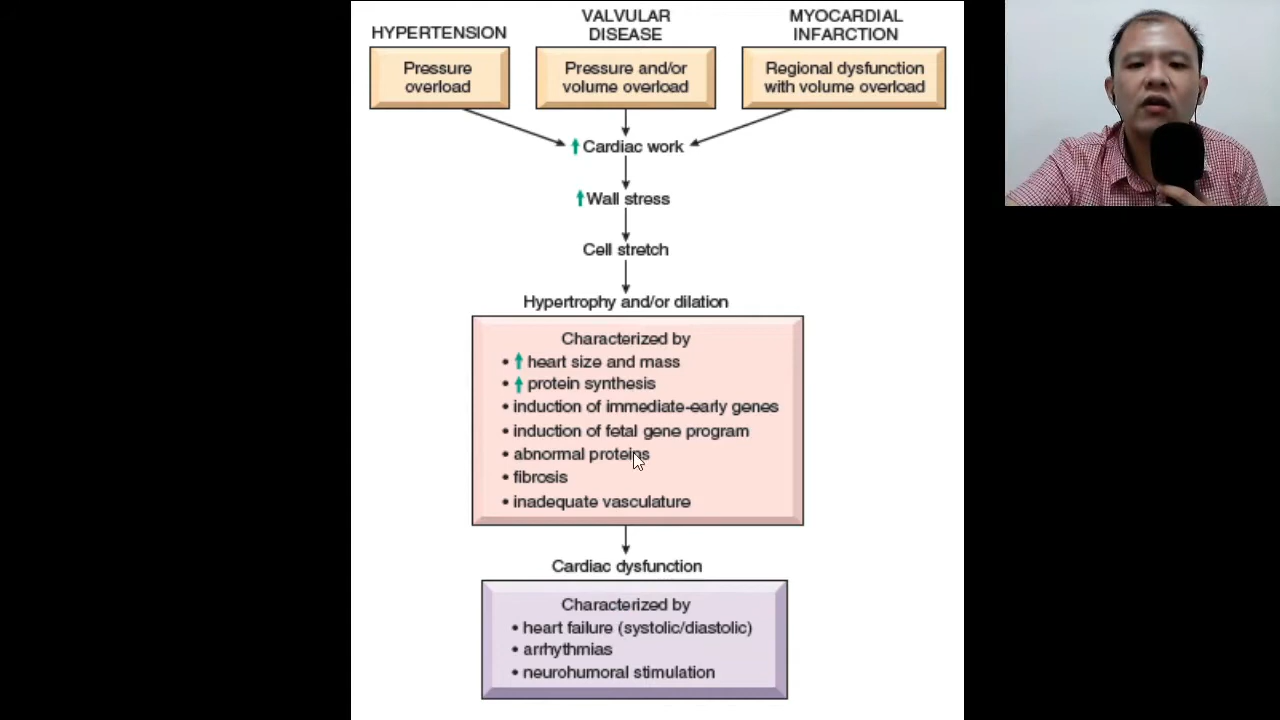 HYPERTENSION
VALVULAR
DISEASE
MYOCARDIAL
INFARCTION
Pressure
overload
Pressure and/or
volume overload
Regional dysfunction
with volume overload
↑ Cardiac work
↑ Wall stress
Cell stretch
Hypertrophy and/or dilation
Characterized by
• ↑ heart size and mass
• ↑ protein synthesis
• induction of immediate-early genes
• induction of fetal gene program
• abnormal proteins
• fibrosis
• inadequate vasculature
Cardiac dysfunction
Characterized by
• heart failure (systolic/diastolic)
• arrhythmias
• neurohumoral stimulation